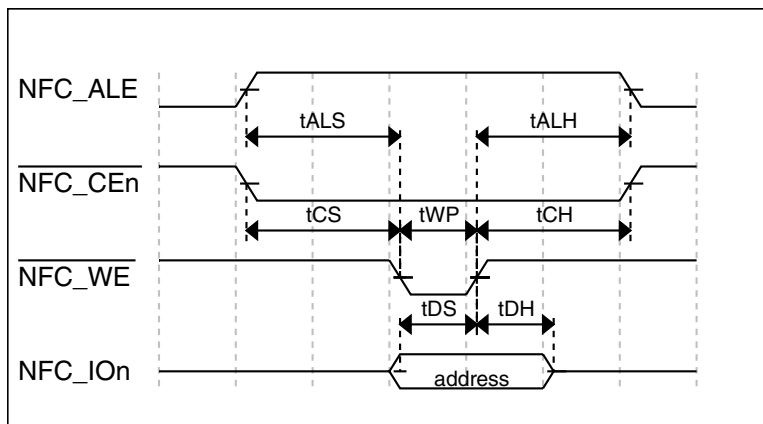 NFC_ALE
tALS tALH
NFC_CEn
tCS tWP tCH
NFC_WE
tDS tDH
NFC_IOn
address